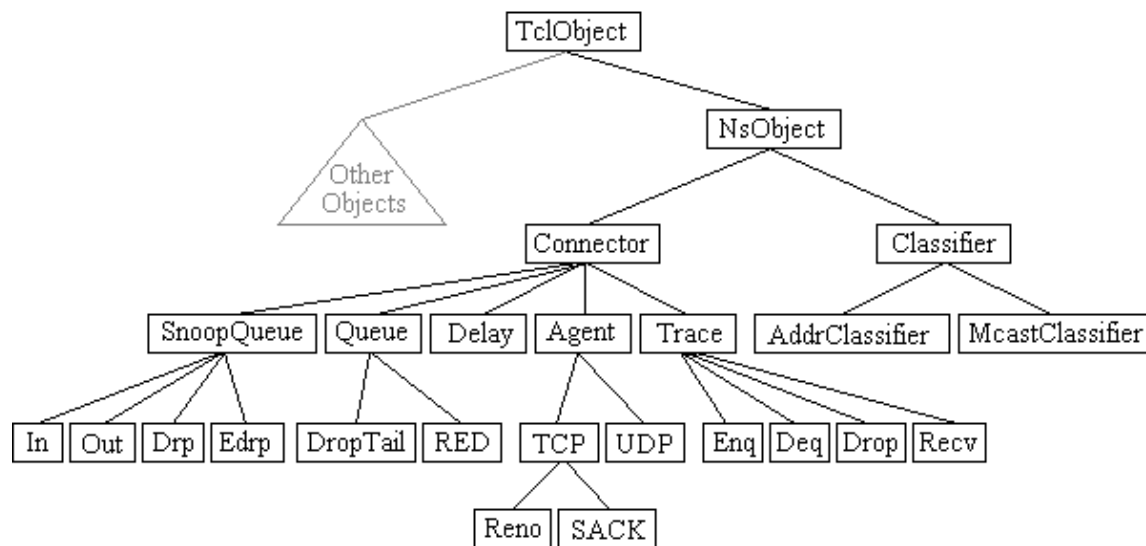 TclObject
NsObject
Other
Objects
Connector
Classifier
SnoopQueue
Queue
Delay
Agent
Trace
AddrClassifier
McastClassifier
In
Out
Drp
Edrp
DropTail
RED
TCP
UDP
Enq
Deq
Drop
Recv
Reno
SACK